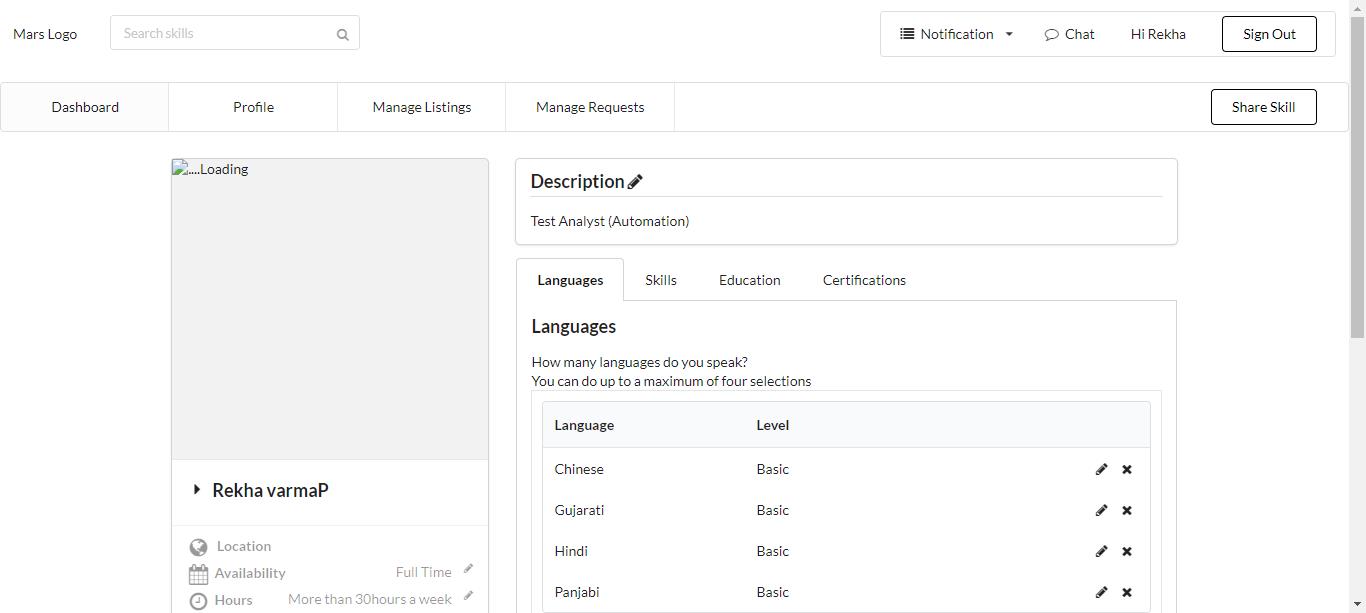 Mars Logo
Search skills
Notification
Chat
Hi Rekha
Sign Out
Dashboard
Profile
Manage Listings
Manage Requests
Share Skill
....Loading
Rekha varmaP
Location
Availability Full Time
Hours More than 30hours a week
Description
Test Analyst (Automation)
Languages
Skills
Education
Certifications
Languages
How many languages do you speak?
You can do up to a maximum of four selections
Language Level
Chinese Basic
Gujarati Basic
Hindi Basic
Panjabi Basic